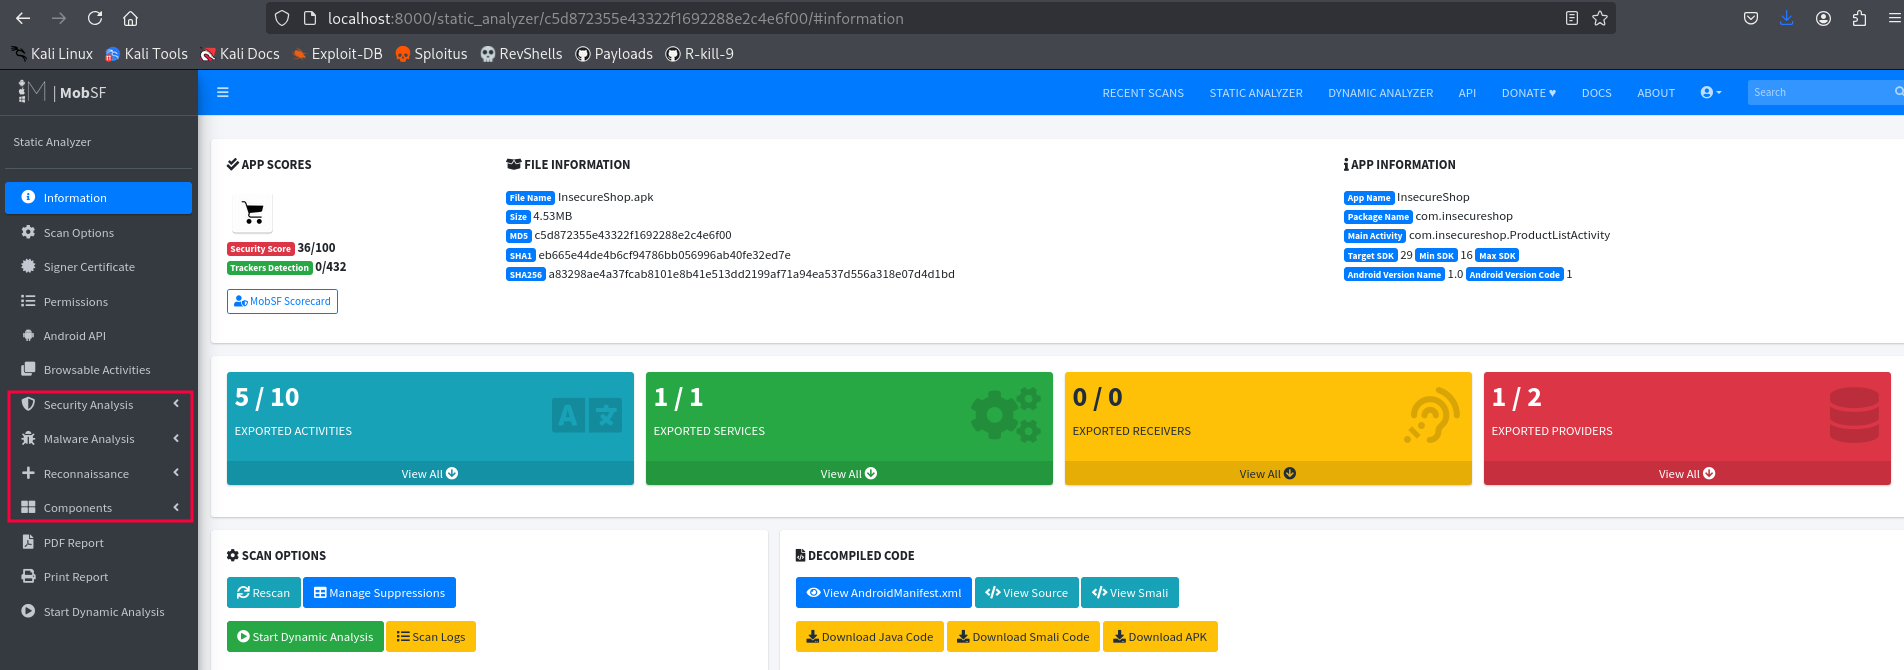 localhost:8000/static_analyzer/c5d872355e43322f1692288e2c4e6f00/#information
Kali Linux Kali Tools Kali Docs Exploit-DB Sploitus RevShells Payloads R-kill-9
M | MobSF
RECENT SCANS STATIC ANALYZER DYNAMIC ANALYZER API DONATE ♥ DOCS ABOUT Search
Static Analyzer
Information
Scan Options
Signer Certificate
Permissions
Android API
Browsable Activities
Security Analysis
Malware Analysis
Reconnaissance
Components
PDF Report
Print Report
Start Dynamic Analysis
APP SCORES
Security Score 36/100
Trackers Detection 0/432
MobSF Scorecard
FILE INFORMATION
File Name InsecureShop.apk
Size 4.53MB
MD5 c5d872355e43322f1692288e2c4e6f00
SHA1 eb665e44de4b6cf94786bb056996ab40fe32ed7e
SHA256 a83298ae4a37fcab8101e8b41e513dd2199af71a94ea537d556a318e07d4d1bd
APP INFORMATION
App Name InsecureShop
Package Name com.insecureshop
Main Activity com.insecureshop.ProductListActivity
Target SDK 29 Min SDK 16 Max SDK
Android Version Name 1.0 Android Version Code 1
5 / 10
EXPORTED ACTIVITIES
A
View All
1 / 1
EXPORTED SERVICES
View All
0 / 0
EXPORTED RECEIVERS
View All
1 / 2
EXPORTED PROVIDERS
View All
SCAN OPTIONS
Rescan Manage Suppressions
Start Dynamic Analysis Scan Logs
DECOMPILED CODE
View AndroidManifest.xml View Source View Smali
Download Java Code Download Smali Code Download APK